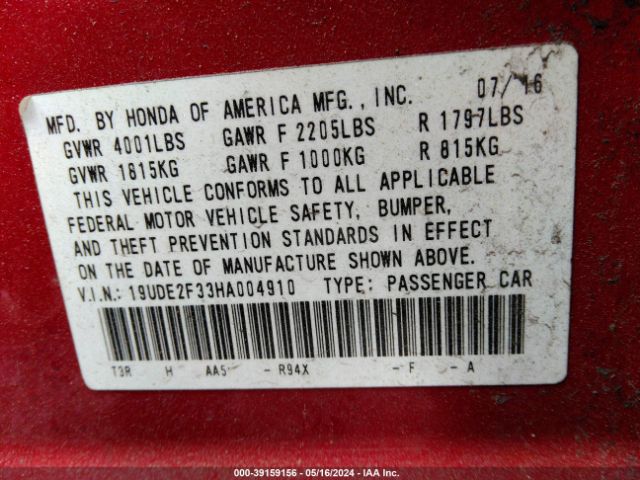 MFD. BY HONDA OF AMERICA MFG., INC. 07/16
GVWR 4001LBS GAWR F 2205LBS R 1797LBS
GVWR 1815KG GAWR F 1000KG R 815KG
THIS VEHICLE CONFORMS TO ALL APPLICABLE
FEDERAL MOTOR VEHICLE SAFETY, BUMPER,
AND THEFT PREVENTION STANDARDS IN EFFECT
ON THE DATE OF MANUFACTURE SHOWN ABOVE.
V.I.N.: 19UDE2F33HA004910 TYPE: PASSENGER CAR
T3R H AA5 - R94X - F - A
000-39159156 - 05/16/2024 - IAA Inc.